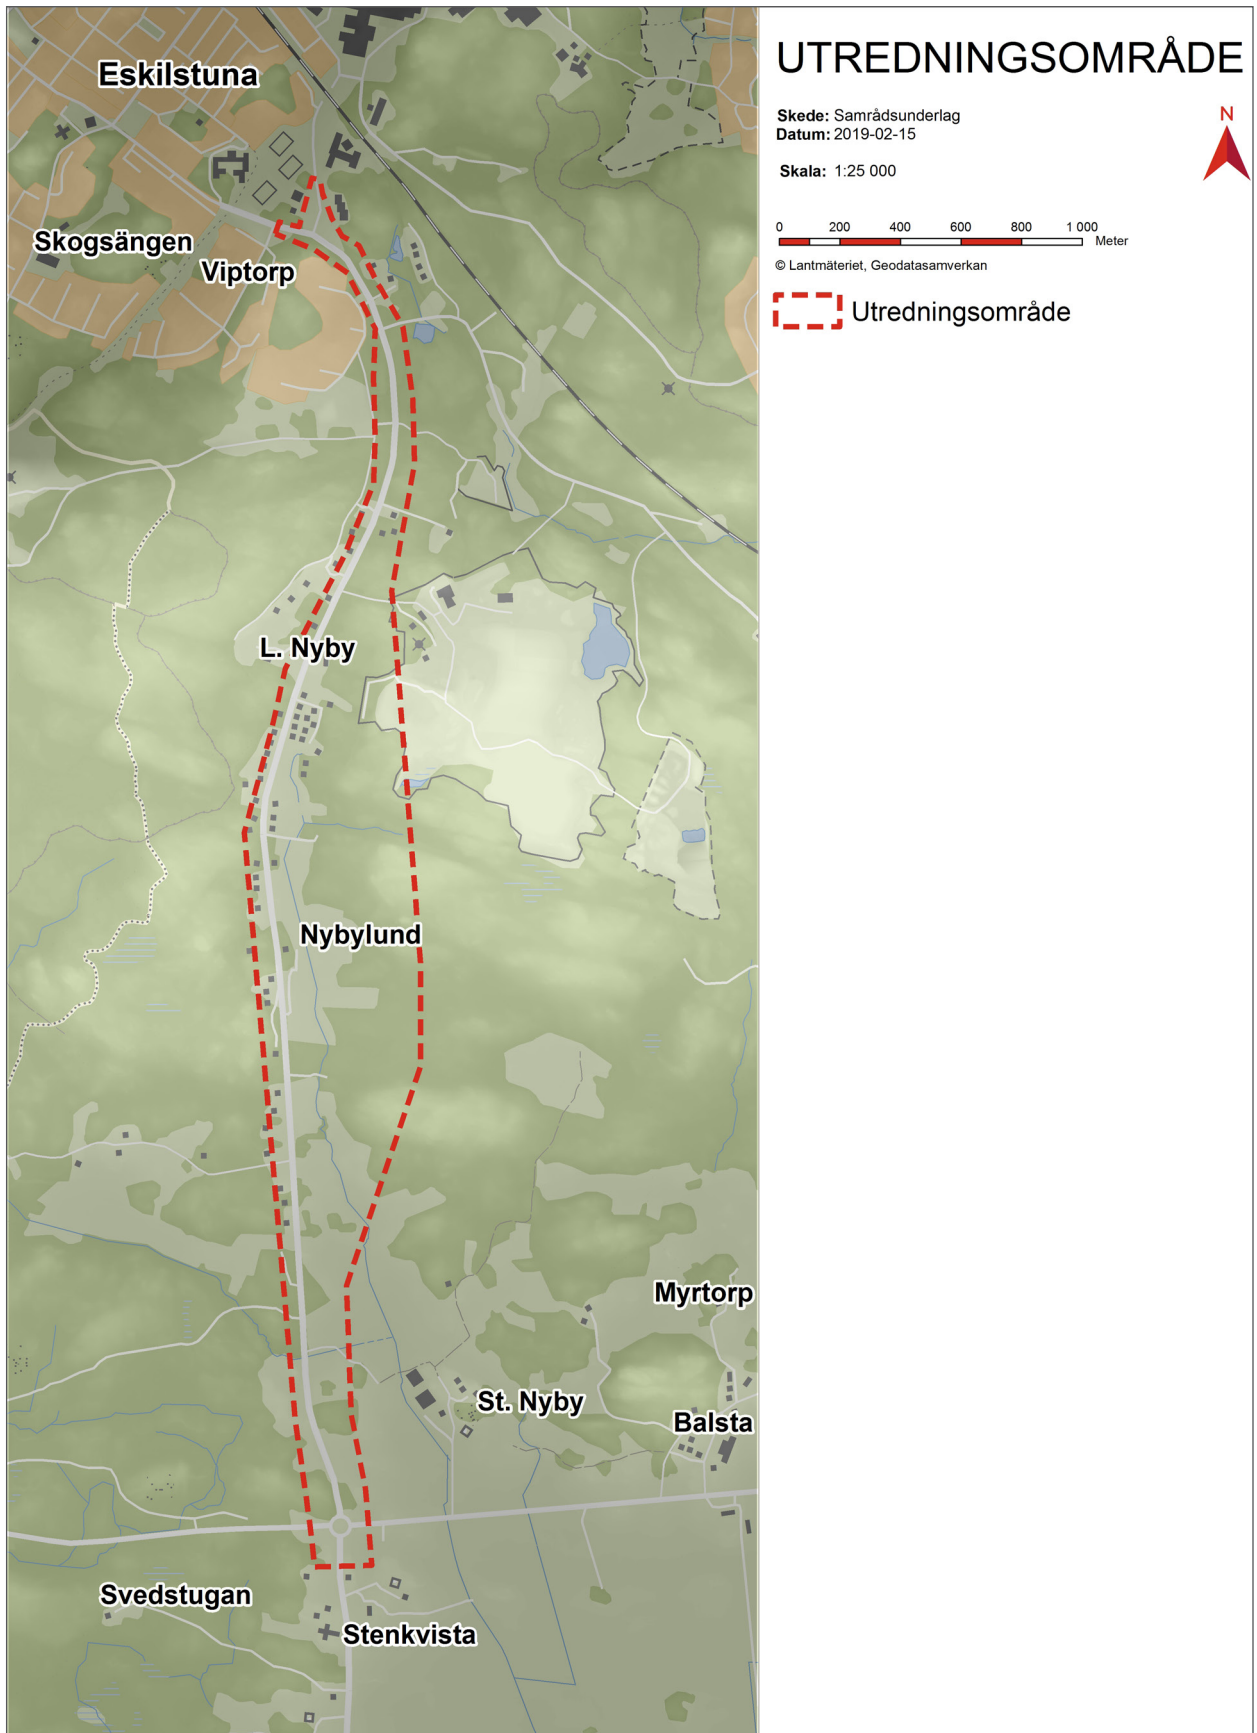 UTREDNINGSOMRÅDE
Skede: Samrådsunderlag
Datum: 2019-02-15
Skala: 1:25 000
N
0 200 400 600 800 1 000
Meter
© Lantmäteriet, Geodatasamverkan
Utredningsområde
Eskilstuna
Skogsängen
Viptorp
L. Nyby
Nybylund
Myrtorp
St. Nyby
Balsta
Svedstugan
Stenkvista